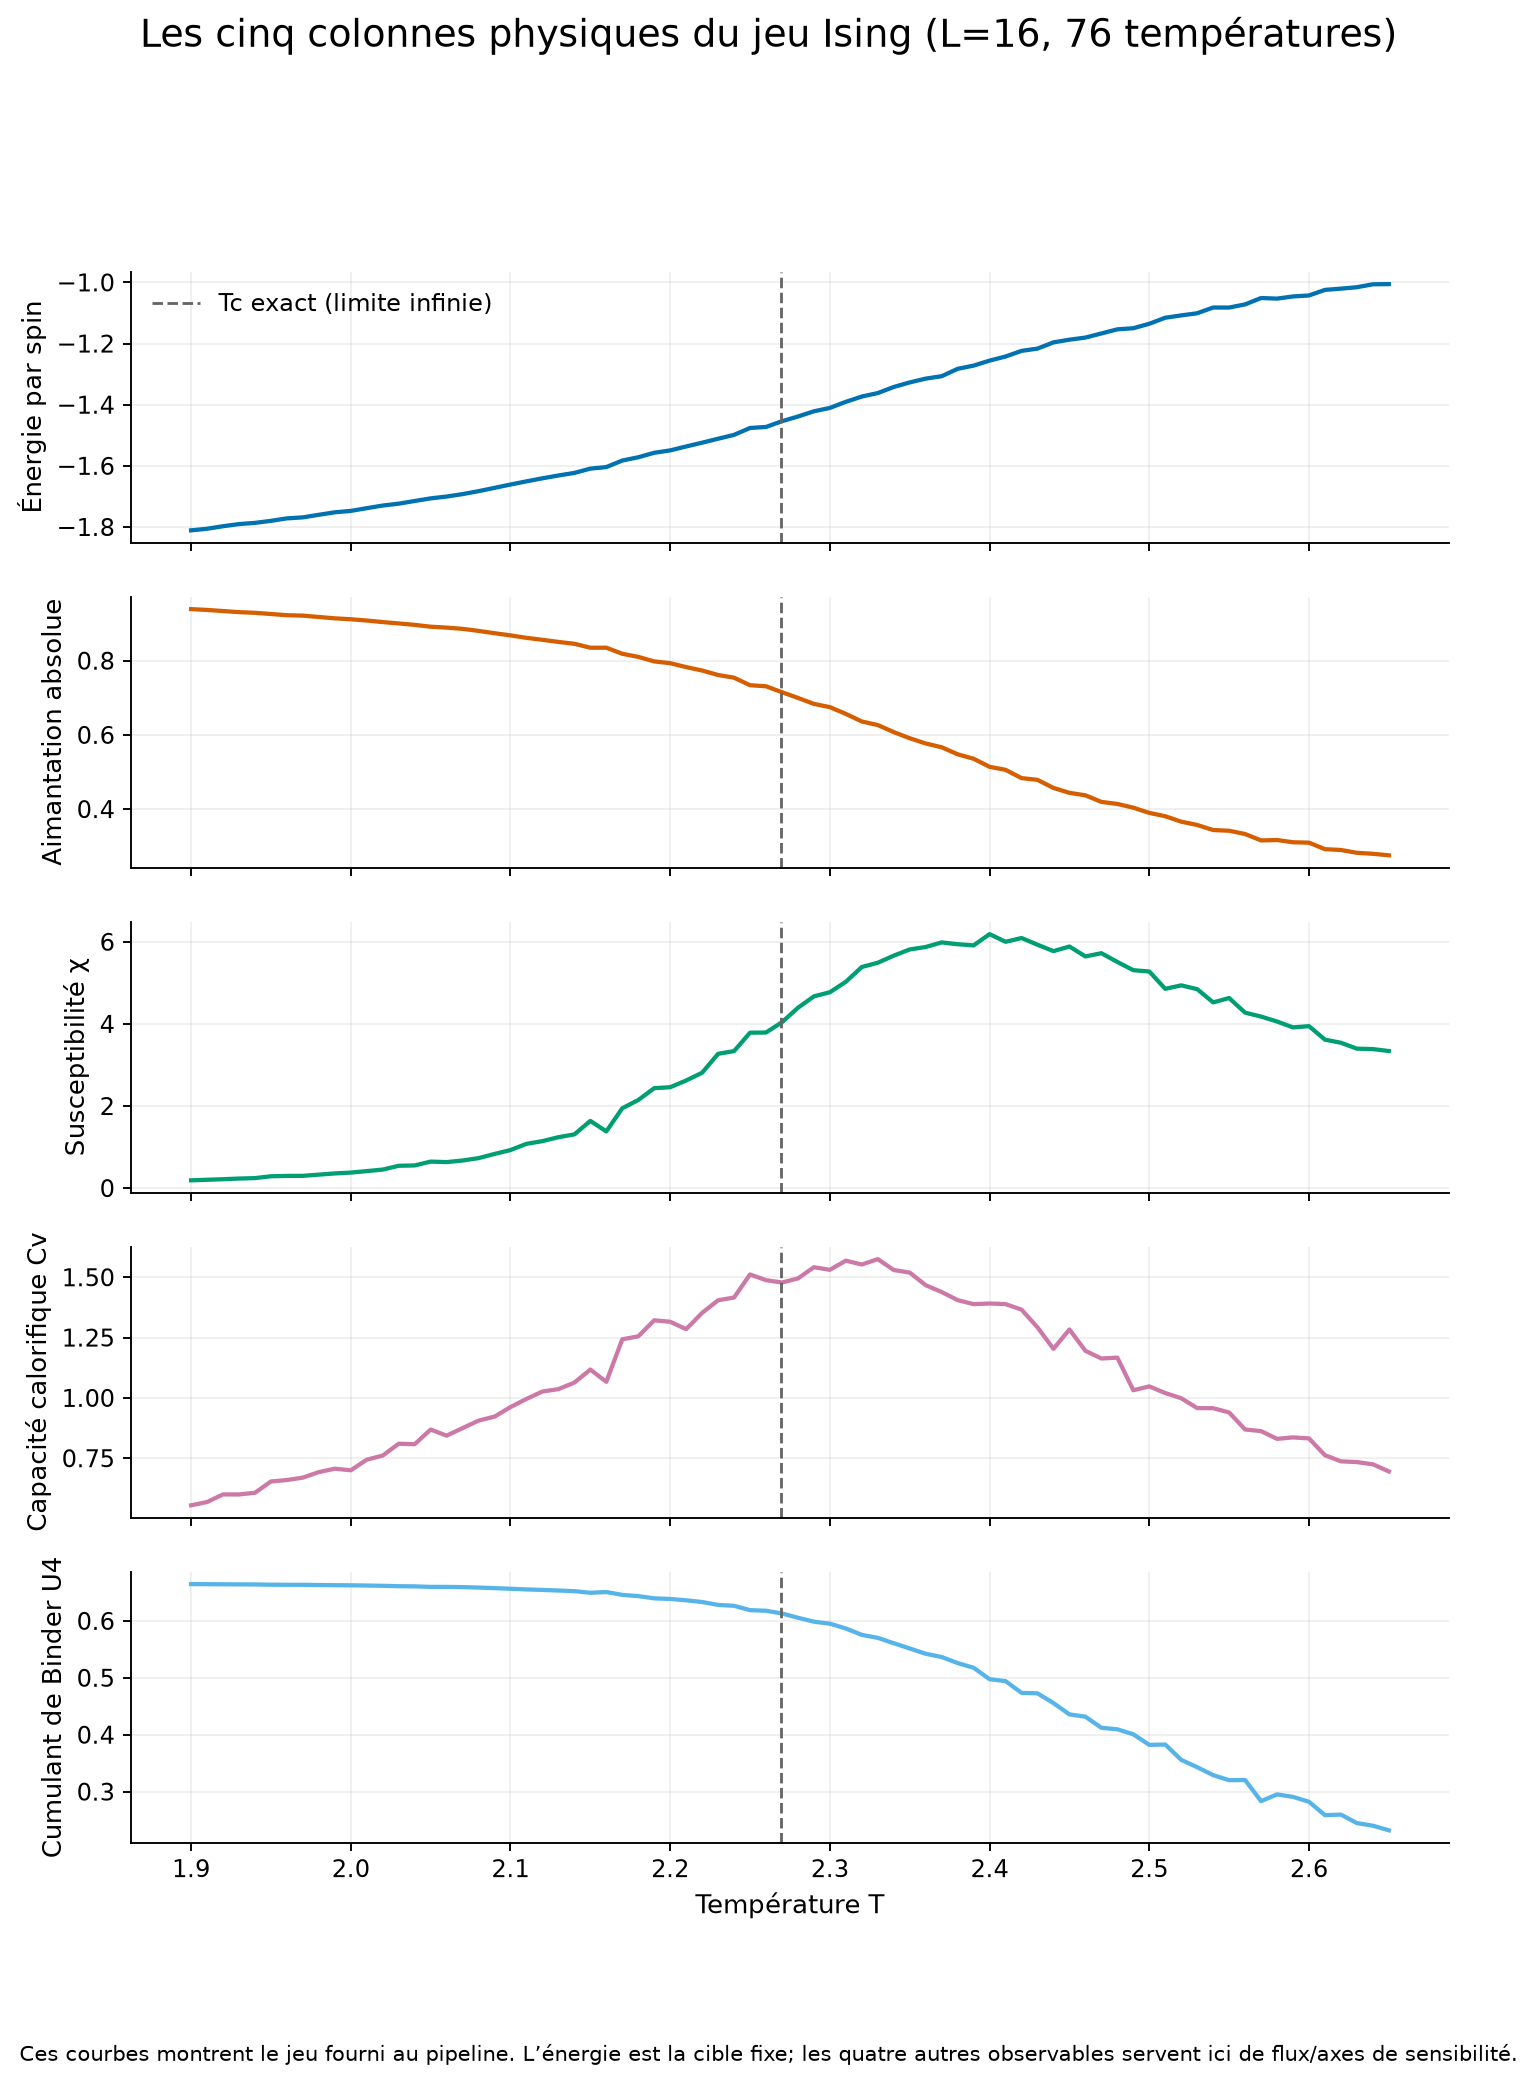 Les cinq colonnes physiques du jeu Ising (L=16, 76 températures)
Énergie par spin
−1.0
−1.2
−1.4
−1.6
−1.8
Tc exact (limite infinie)
Aimantation absolue
0.8
0.6
0.4
Susceptibilité χ
6
4
2
0
Capacité calorifique Cv
1.50
1.25
1.00
0.75
Cumulant de Binder U4
0.6
0.5
0.4
0.3
1.9 2.0 2.1 2.2 2.3 2.4 2.5 2.6
Température T
Ces courbes montrent le jeu fourni au pipeline. L’énergie est la cible fixe; les quatre autres observables servent ici de flux/axes de sensibilité.